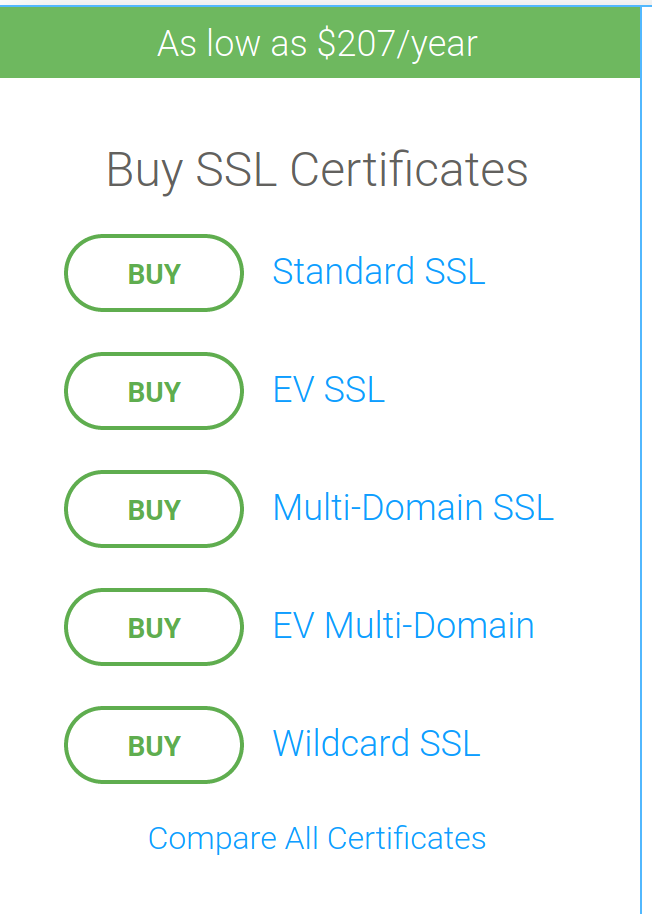 As low as $207/year
Buy SSL Certificates
BUY Standard SSL
BUY EV SSL
BUY Multi-Domain SSL
BUY EV Multi-Domain
BUY Wildcard SSL
Compare All Certificates